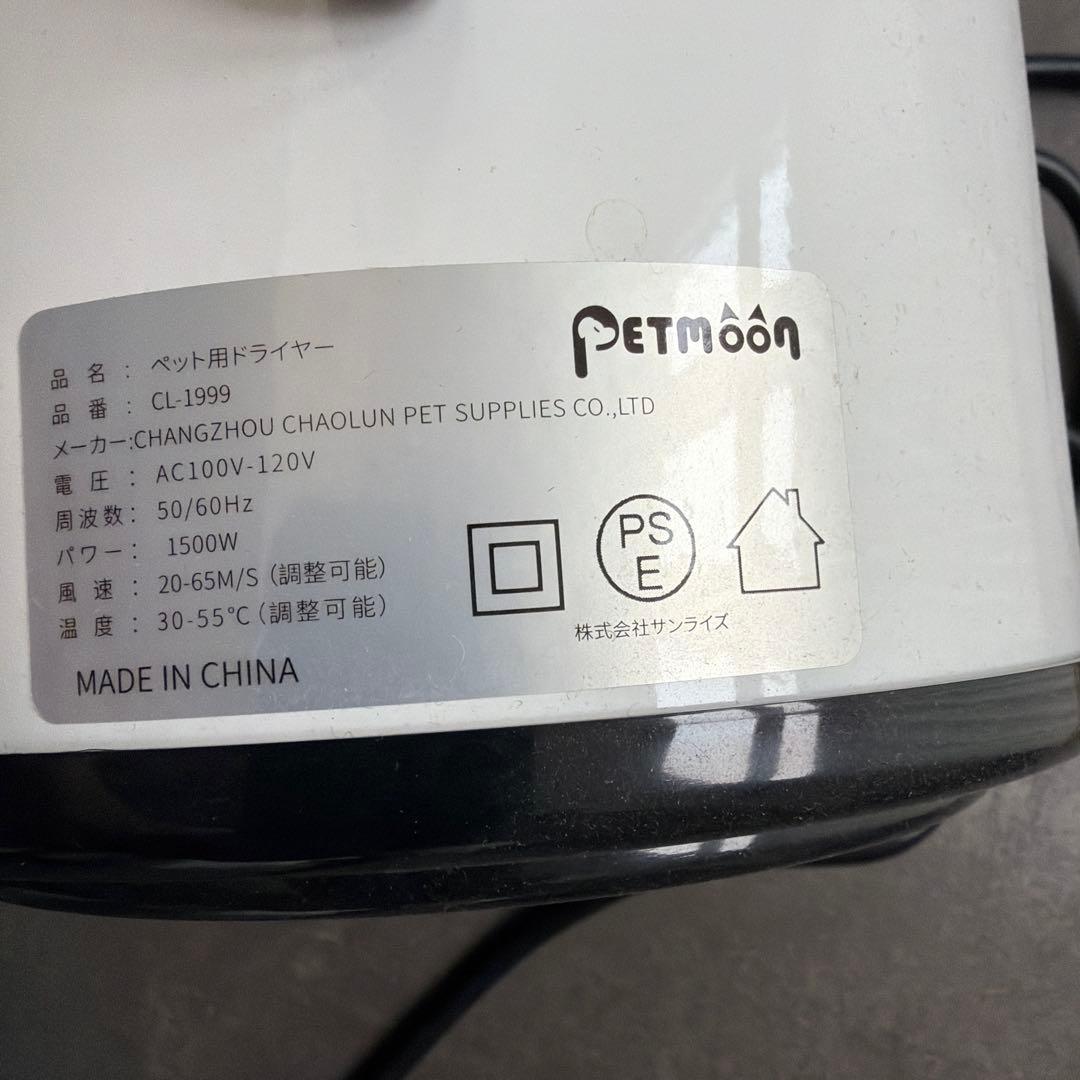 PETMOON
品名: ペット用ドライヤー
品番: CL-1999
メーカー:CHANGZHOU CHAOLUN PET SUPPLIES CO.,LTD
電圧: AC100V-120V
周波数: 50/60Hz
パワー: 1500W
風速: 20-65M/S (調整可能)
温度: 30-55℃ (調整可能)
MADE IN CHINA
PS
E
株式会社サンライズ